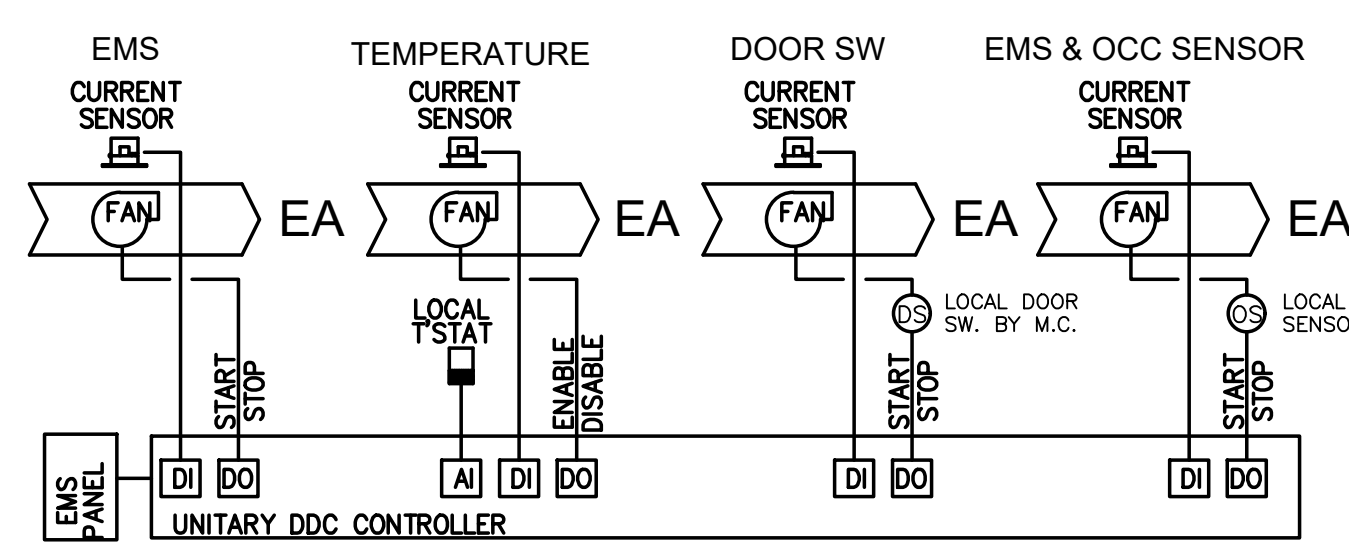 EMS
TEMPERATURE
DOOR SW
EMS & OCC SENSOR
CURRENT
SENSOR
CURRENT
SENSOR
CURRENT
SENSOR
CURRENT
SENSOR
FAN
EA
FAN
EA
FAN
EA
FAN
EA
LOCAL
T'STAT
DS
LOCAL DOOR
SW. BY M.C.
OS
LOCAL
SENSO
START
STOP
ENABLE
DISABLE
START
STOP
START
STOP
EMS
PANEL
DI
DO
AI
DI
DO
DI
DO
DI
DO
UNITARY DDC CONTROLLER